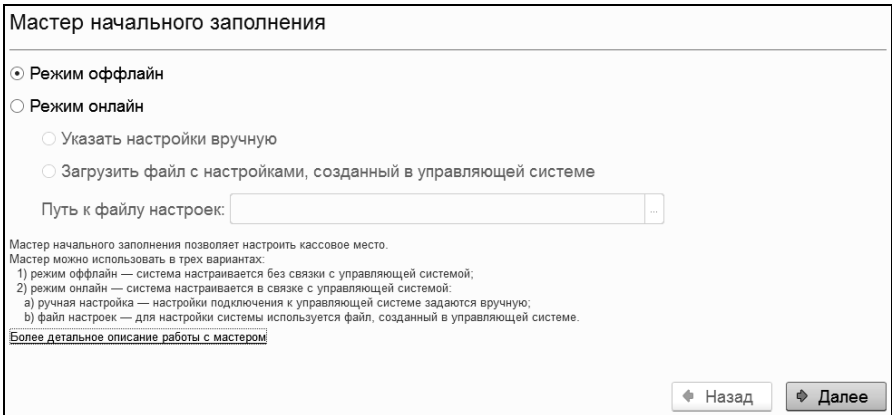 Мастер начального заполнения
Режим оффлайн
Режим онлайн
Указать настройки вручную
Загрузить файл с настройками, созданный в управляющей системе
Путь к файлу настроек: ...
Мастер начального заполнения позволяет настроить кассовое место.
Мастер можно использовать в трех вариантах:
1) режим оффлайн — система настраивается без связки с управляющей системой;
2) режим онлайн — система настраивается в связке с управляющей системой:
a) ручная настройка — настройки подключения к управляющей системе задаются вручную;
b) файл настроек — для настройки системы используется файл, созданный в управляющей системе.
Более детальное описание работы с мастером
Назад Далее